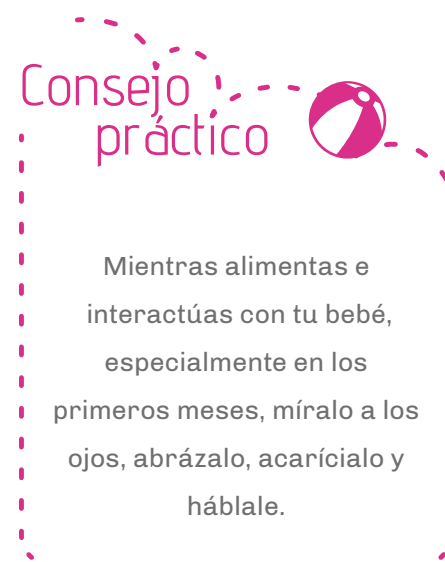 Consejo
práctico
Mientras alimentas e
interactúas con tu bebé,
especialmente en los
primeros meses, míralo a los
ojos, abrázalo, acarícialo y
háblale.